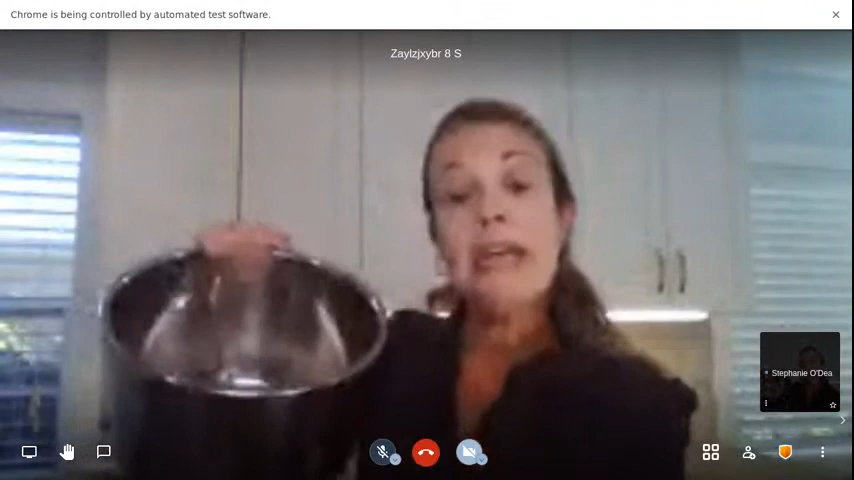 Chrome is being controlled by automated test software.
Zaylzjxybr 8 S
Stephanie O'Dea